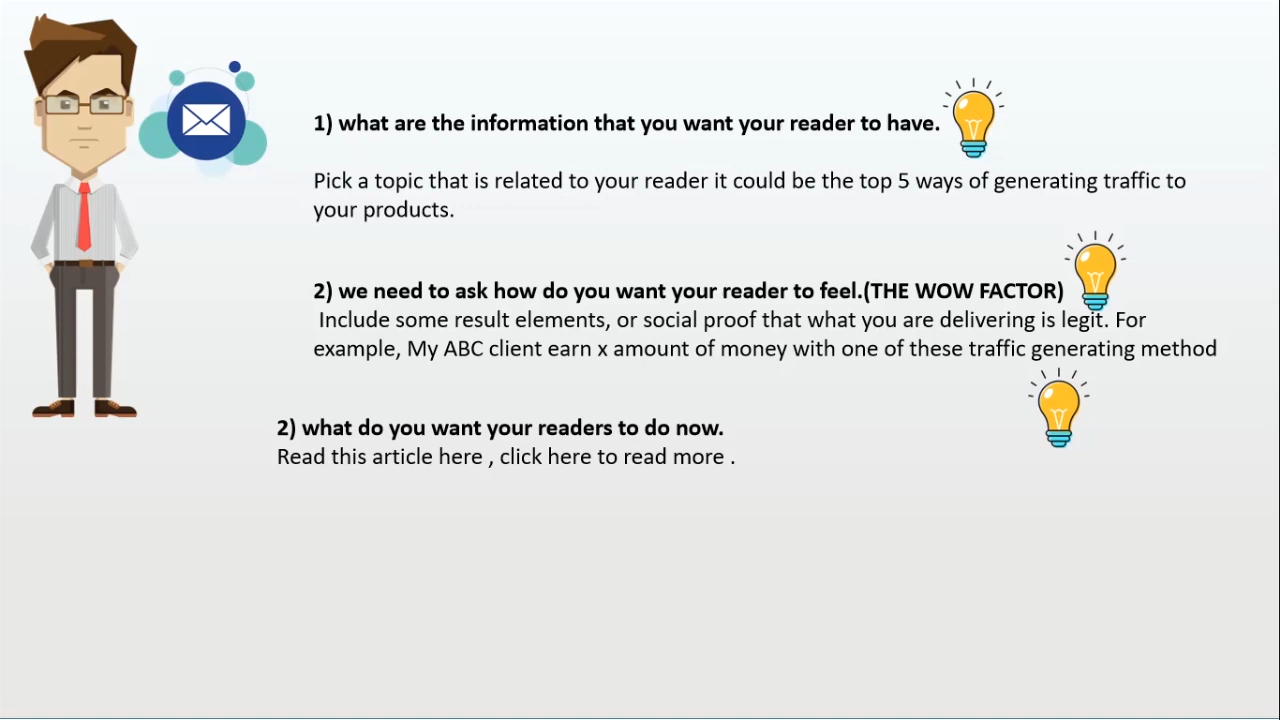 1) what are the information that you want your reader to have.
Pick a topic that is related to your reader it could be the top 5 ways of generating traffic to
your products.
2) we need to ask how do you want your reader to feel.(THE WOW FACTOR)
Include some result elements, or social proof that what you are delivering is legit. For
example, My ABC client earn x amount of money with one of these traffic generating method
2) what do you want your readers to do now.
Read this article here , click here to read more .